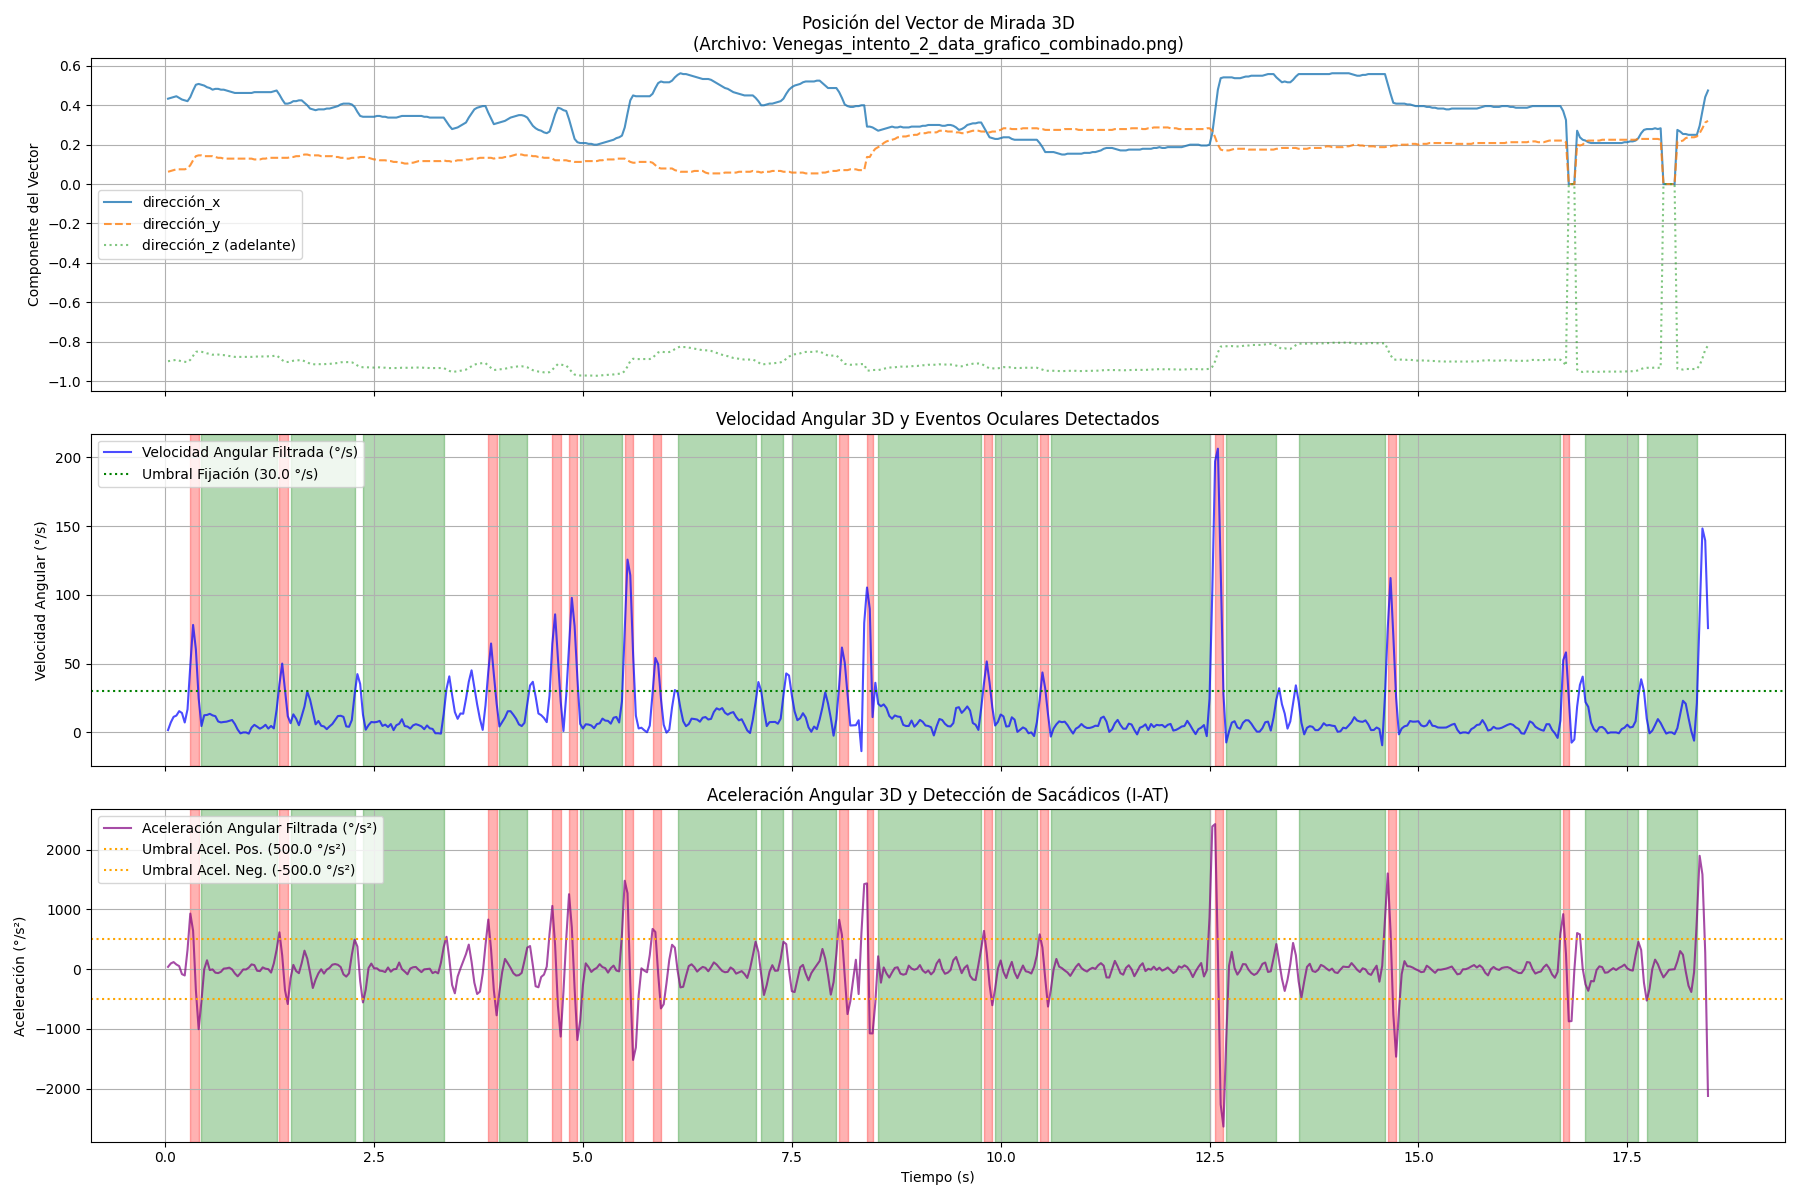 Posición del Vector de Mirada 3D
(Archivo: Venegas_intento_2_data_grafico_combinado.png)
Componente del Vector
0.6
0.4
0.2
0.0
−0.2
−0.4
−0.6
−0.8
−1.0
dirección_x
dirección_y
dirección_z (adelante)
Velocidad Angular 3D y Eventos Oculares Detectados
Velocidad Angular (°/s)
200
150
100
50
0
Velocidad Angular Filtrada (°/s)
Umbral Fijación (30.0 °/s)
Aceleración Angular 3D y Detección de Sacádicos (I-AT)
Aceleración (°/s²)
2000
1000
0
−1000
−2000
Aceleración Angular Filtrada (°/s²)
Umbral Acel. Pos. (500.0 °/s²)
Umbral Acel. Neg. (-500.0 °/s²)
0.0 2.5 5.0 7.5 10.0 12.5 15.0 17.5
Tiempo (s)